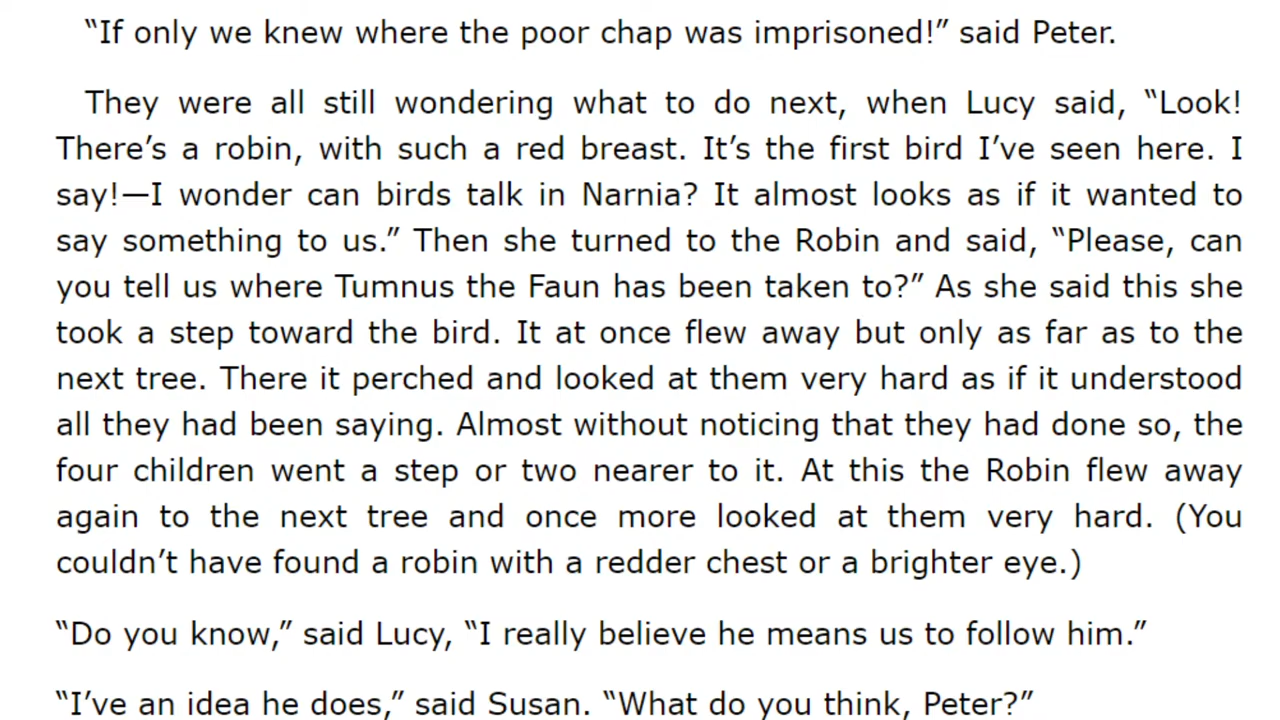 “If only we knew where the poor chap was imprisoned!” said Peter.
They were all still wondering what to do next, when Lucy said, “Look!
There’s a robin, with such a red breast. It’s the first bird I’ve seen here. I
say!—I wonder can birds talk in Narnia? It almost looks as if it wanted to
say something to us.” Then she turned to the Robin and said, “Please, can
you tell us where Tumnus the Faun has been taken to?” As she said this she
took a step toward the bird. It at once flew away but only as far as to the
next tree. There it perched and looked at them very hard as if it understood
all they had been saying. Almost without noticing that they had done so, the
four children went a step or two nearer to it. At this the Robin flew away
again to the next tree and once more looked at them very hard. (You
couldn’t have found a robin with a redder chest or a brighter eye.)
“Do you know,” said Lucy, “I really believe he means us to follow him.”
“I’ve an idea he does,” said Susan. “What do you think, Peter?”